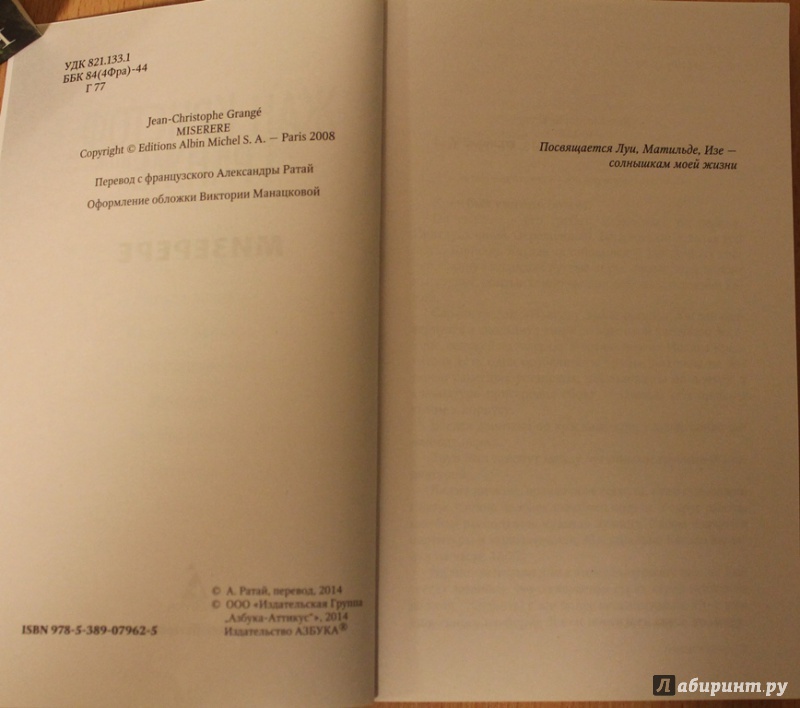 УДК 821.133.1
ББК 84(4Фра)-44
Г 77
Jean-Christophe Grangé
MISERERE
Copyright © Editions Albin Michel S. A. — Paris 2008
Перевод с французского Александры Ратай
Оформление обложки Виктории Манацковой
МИЗЕРЕРЕ
© А. Ратай, перевод, 2014
© ООО «Издательская Группа
„Азбука-Аттикус“», 2014
Издательство АЗБУКА®
ISBN 978-5-389-07962-5
Посвящается Луи, Матильде, Изе —
солнышкам моей жизни
Лабиринт.ру